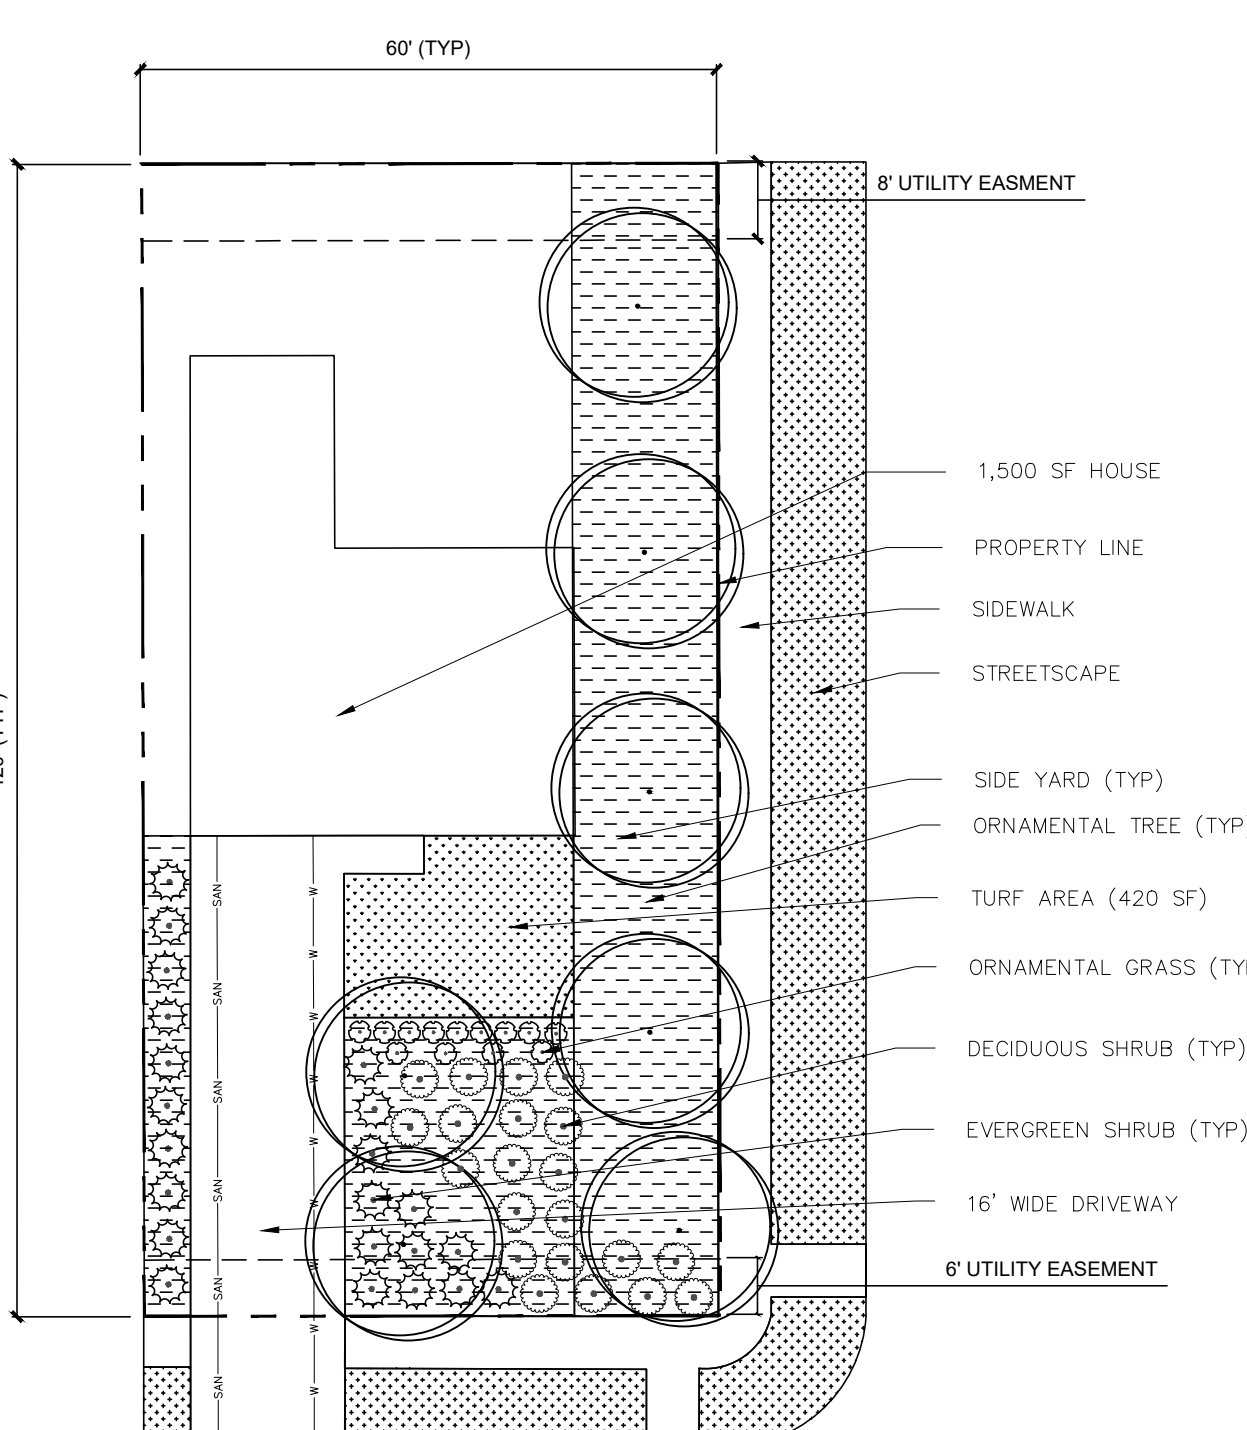 60' (TYP)
8' UTILITY EASMENT
1,500 SF HOUSE
PROPERTY LINE
SIDEWALK
STREETSCAPE
SIDE YARD (TYP)
ORNAMENTAL TREE (TYP)
TURF AREA (420 SF)
ORNAMENTAL GRASS (TY
DECIDUOUS SHRUB (TYP)
EVERGREEN SHRUB (TYP)
16' WIDE DRIVEWAY
6' UTILITY EASEMENT
SAN
SAN
SAN
SAN
SAN
SAN
W
W
W
W
W
W
W
W
W